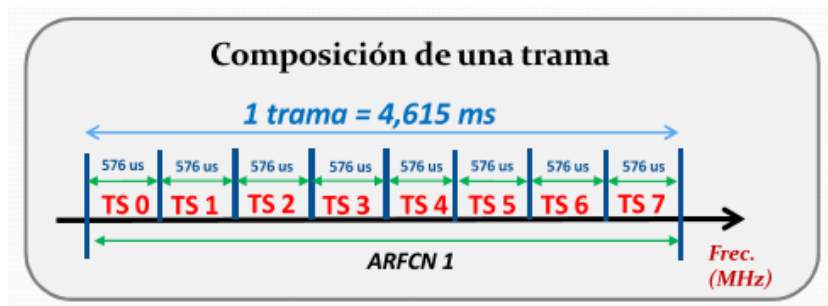 Composición de una trama
1 trama = 4,615 ms
576 us 576 us 576 us 576 us 576 us 576 us 576 us 576 us
TS 0 TS 1 TS 2 TS 3 TS 4 TS 5 TS 6 TS 7
ARFCN 1
Frec.
(MHz)